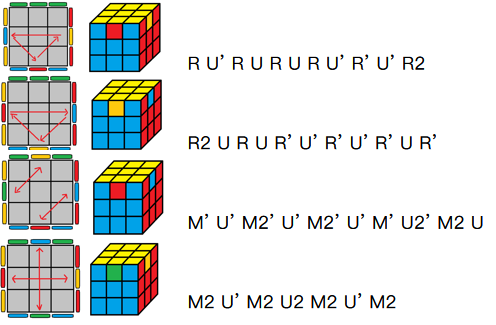 R U’ R U R U R U’ R’ U’ R2
R2 U R U R’ U’ R’ U’ R’ U R’
M’ U’ M2’ U’ M2’ U’ M’ U2’ M2 U
M2 U’ M2 U2 M2 U’ M2